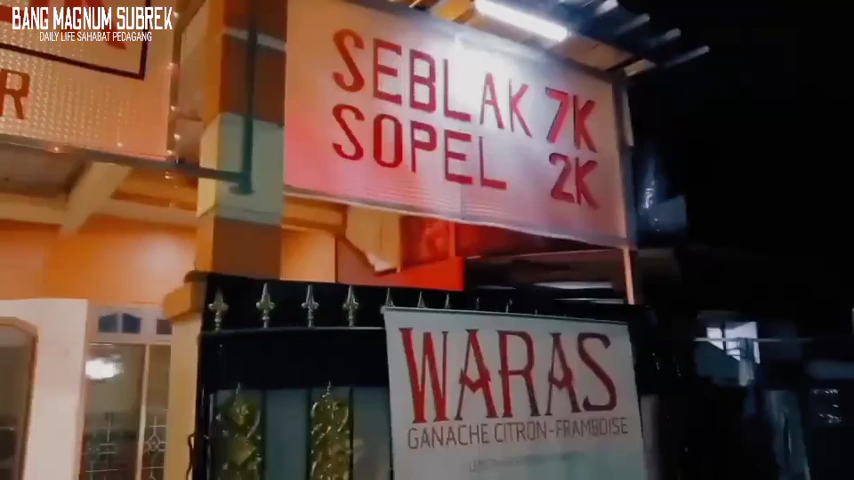 BANG MAGNUM SUBREK
DAILY LIFE SAHABAT PEDAGANG
R
SEBLAK 7K
SOPEL 2K
WARAS
GANACHE CITRON-FRAMBOISE